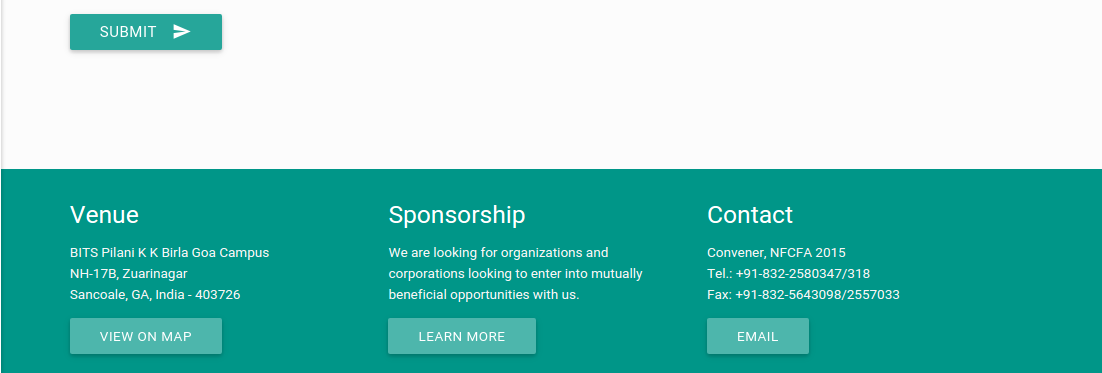 SUBMIT
Venue
BITS Pilani K K Birla Goa Campus
NH-17B, Zuarinagar
Sancoale, GA, India - 403726
VIEW ON MAP
Sponsorship
We are looking for organizations and
corporations looking to enter into mutually
beneficial opportunities with us.
LEARN MORE
Contact
Convener, NFCFA 2015
Tel.: +91-832-2580347/318
Fax: +91-832-5643098/2557033
EMAIL